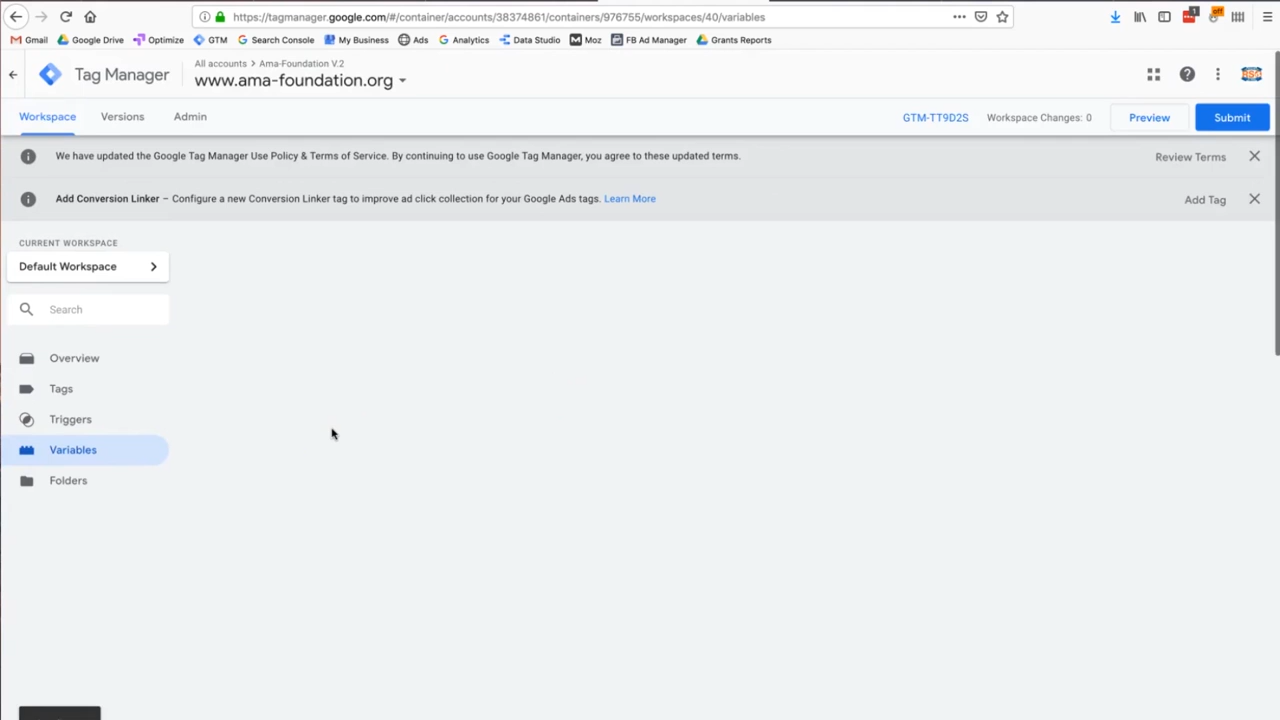 https://tagmanager.google.com/#/container/accounts/38374861/containers/976755/workspaces/40/variables
1
off
Gmail Google Drive Optimize GTM Search Console My Business Ads Analytics Data Studio Moz FB Ad Manager Grants Reports
Tag Manager
All accounts > Ama-Foundation V.2
www.ama-foundation.org
Workspace Versions Admin
GTM-TT9D2S Workspace Changes: 0 Preview Submit
We have updated the Google Tag Manager Use Policy & Terms of Service. By continuing to use Google Tag Manager, you agree to these updated terms. Review Terms
Add Conversion Linker – Configure a new Conversion Linker tag to improve ad click collection for your Google Ads tags. Learn More Add Tag
CURRENT WORKSPACE
Default Workspace
Search
Overview
Tags
Triggers
Variables
Folders